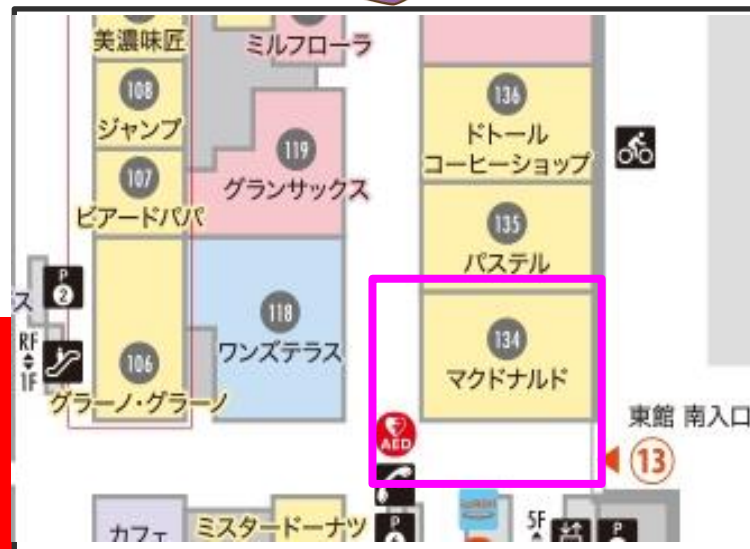 美濃味匠
ミルフローラ
108
ジャンプ
136
ドトール
コーヒーショップ
119
グランサックス
107
ビアードパパ
135
パステル
P
2
RF
1F
118
ワンズテラス
134
マクドナルド
106
グラーノ・グラーノ
AED
東館 南入口
13
カフェ
ミスタードーナツ
P
5F
P